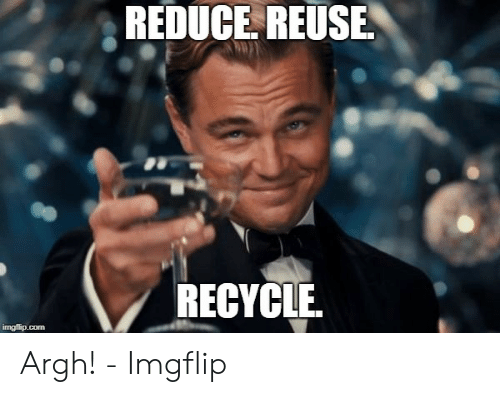 REDUCE. REUSE.
RECYCLE.
imgflip.com
Argh! - Imgflip